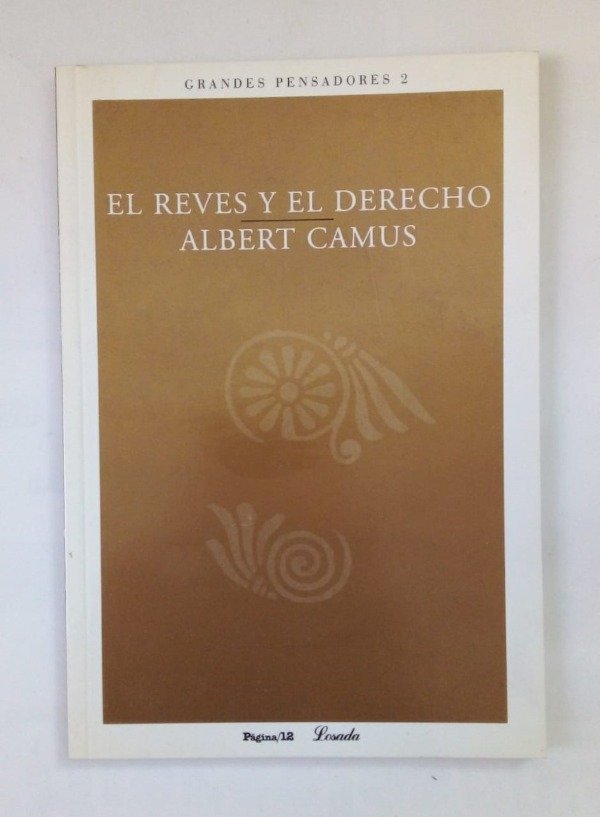 GRANDES PENSADORES 2
EL REVES Y EL DERECHO
ALBERT CAMUS
Página/12 Losada